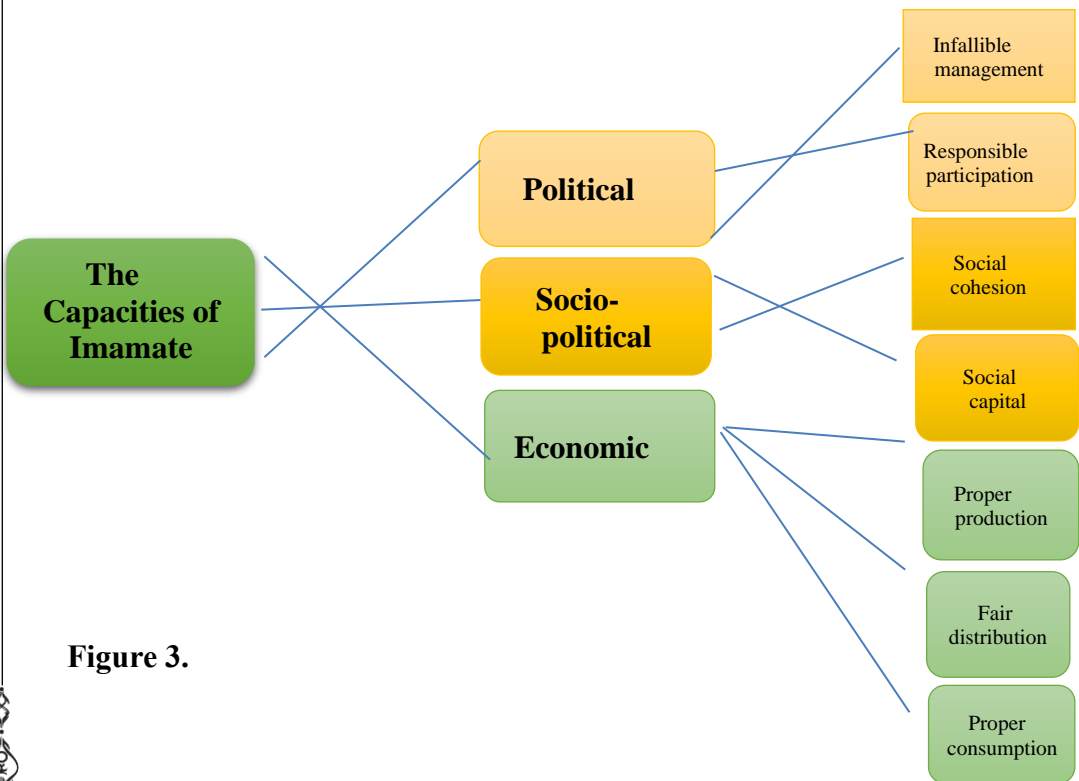 The
Capacities of
Imamate
Political
Socio-
political
Economic
Infallible
management
Responsible
participation
Social
cohesion
Social
capital
Proper
production
Fair
distribution
Proper
consumption
Figure 3.